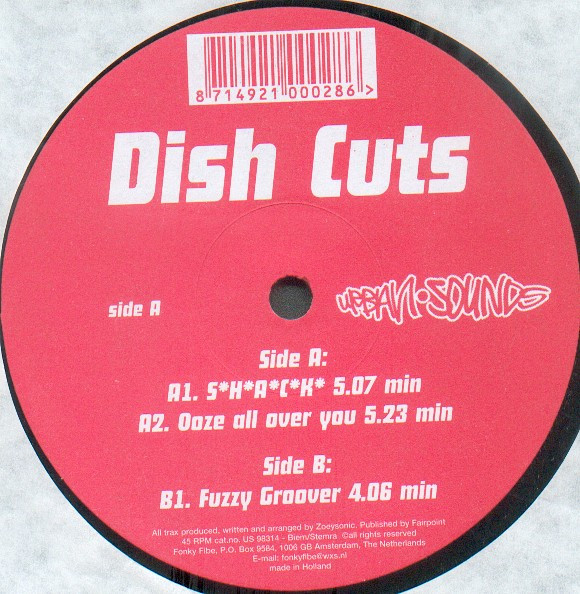 8 714921 000286 >
Dish Cuts
side A
URBAN·SOUNDS
Side A:
A1. S*H*A*C*K* 5.07 min
A2. Ooze all over you 5.23 min
Side B:
B1. Fuzzy Groover 4.06 min
All trax produced, written and arranged by Zoeysonic. Published by Fairpoint
45 RPM cat.no. US 98314 - Biem/Stemra ©all rights reserved
Fonky Fibe, P.O. Box 9584, 1006 GB Amsterdam, The Netherlands
E-mail: fonkyfibe@wxs.nl
made in Holland